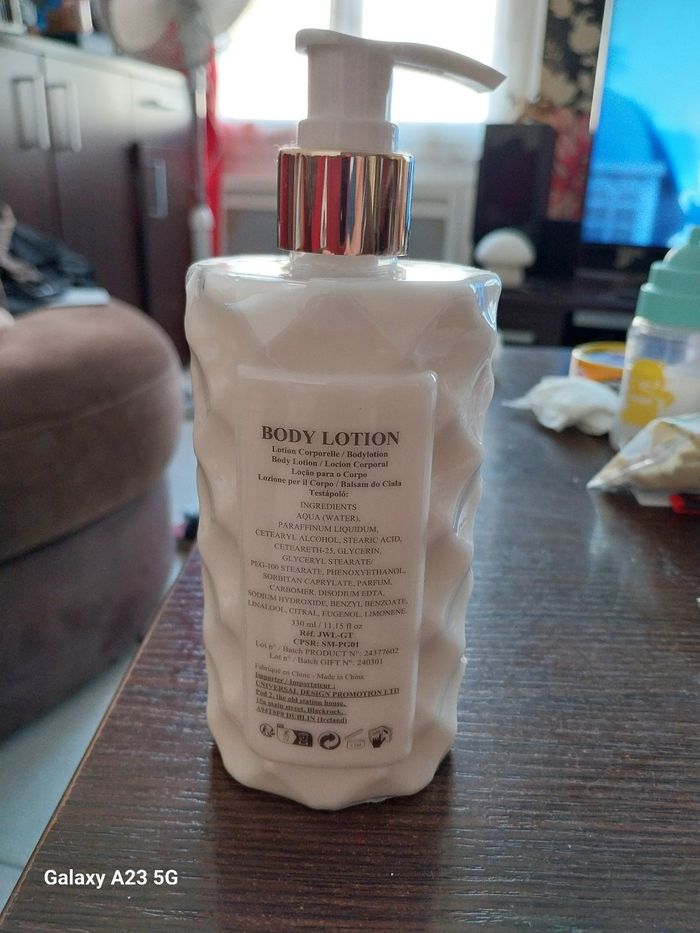 BODY LOTION
Lotion Corporelle / Bodylotion
Body Lotion / Locion Corporal
Loção para o Corpo
Lozione per il Corpo / Balsam do Ciala
Testápoló:
INGREDIENTS
AQUA (WATER),
PARAFFINUM LIQUIDUM,
CETEARYL ALCOHOL, STEARIC ACID,
CETEARETH-25, GLYCERIN,
GLYCERYL STEARATE/
PEG-100 STEARATE, PHENOXYETHANOL,
SORBITAN CAPRYLATE, PARFUM,
CARBOMER, DISODIUM EDTA,
SODIUM HYDROXIDE, BENZYL BENZOATE,
LINALOOL, CITRAL, EUGENOL, LIMONENE
330 ml / 11.15 fl oz
Réf. JWL-GT
CPSR: SM-PG01
Lot n° / Batch PRODUCT N°: 24377602
Lot n° / Batch GIFT N°: 240301
Fabriqué en Chine - Made in China
Importer / Importateur :
UNIVERSAL DESIGN PROMOTION LTD
Pod 2, the old station house,
15a main street, Blackrock,
A94T8P8 DUBLIN (Ireland)
Galaxy A23 5G